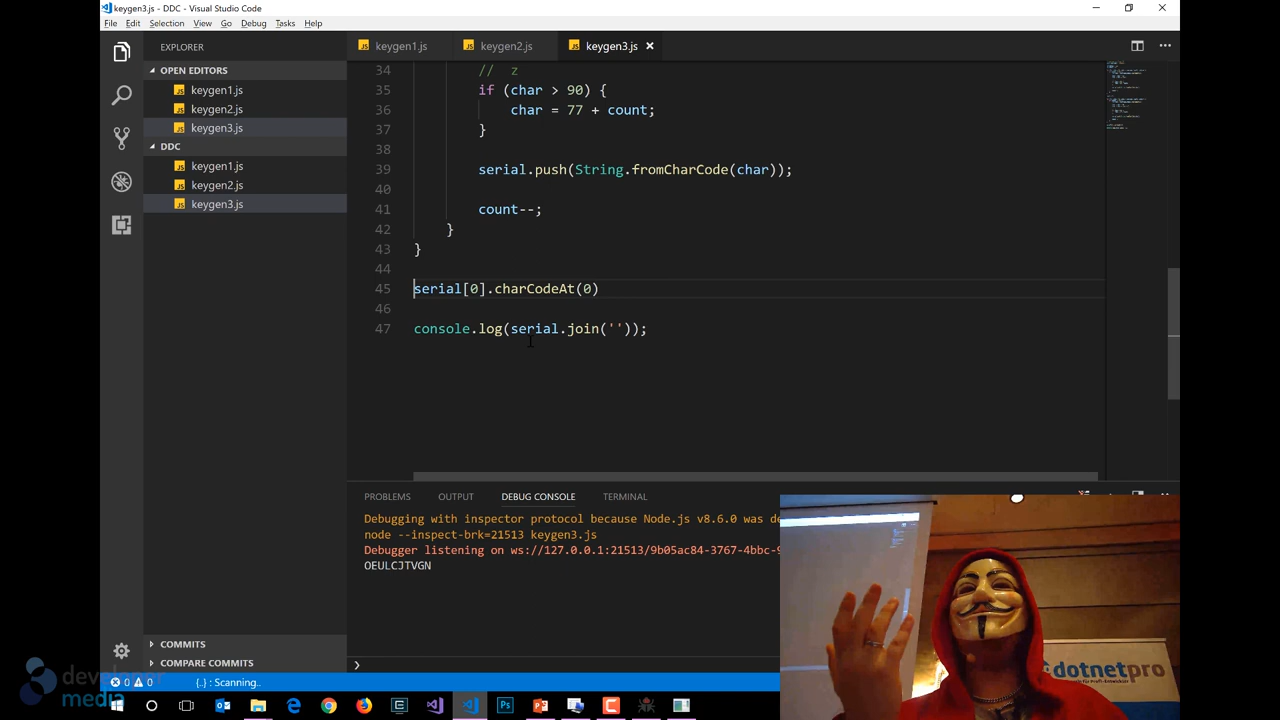 keygen3.js - DDC - Visual Studio Code
File Edit Selection View Go Debug Tasks Help
EXPLORER
OPEN EDITORS
keygen1.js
keygen2.js
keygen3.js
DDC
keygen1.js
keygen2.js
keygen3.js
COMMITS
COMPARE COMMITS
keygen1.js keygen2.js keygen3.js
34 // z
35 if (char > 90) {
36 char = 77 + count;
37 }
38
39 serial.push(String.fromCharCode(char));
40
41 count--;
42 }
43 }
44
45 serial[0].charCodeAt(0)
46
47 console.log(serial.join(''));
PROBLEMS OUTPUT DEBUG CONSOLE TERMINAL
Debugging with inspector protocol because Node.js v8.6.0 was de
node --inspect-brk=21513 keygen3.js
Debugger listening on ws://127.0.0.1:21513/9b05ac84-3767-4bbc-9
OEULCJTVGN
0 0 {..} : Scanning..
developer
media
dotnetpro